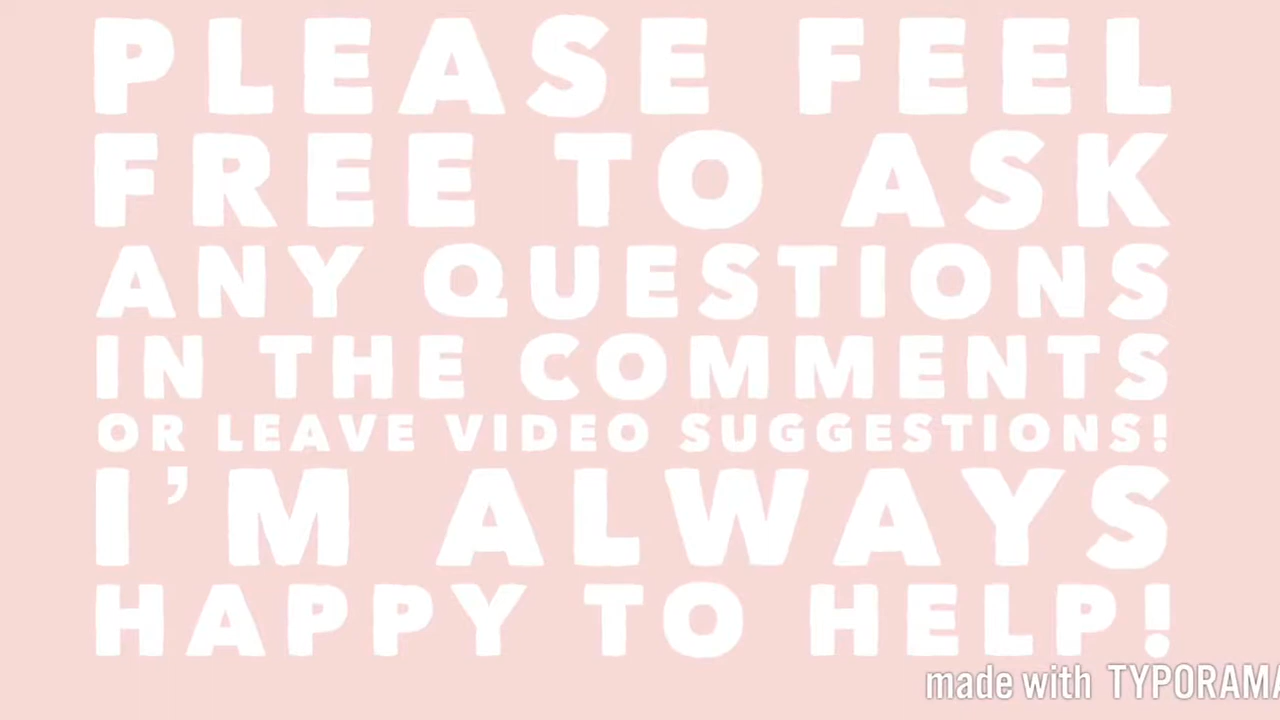 PLEASE FEEL
FREE TO ASK
ANY QUESTIONS
IN THE COMMENTS
OR LEAVE VIDEO SUGGESTIONS!
I'M ALWAYS
HAPPY TO HELP!
made with TYPORAMA